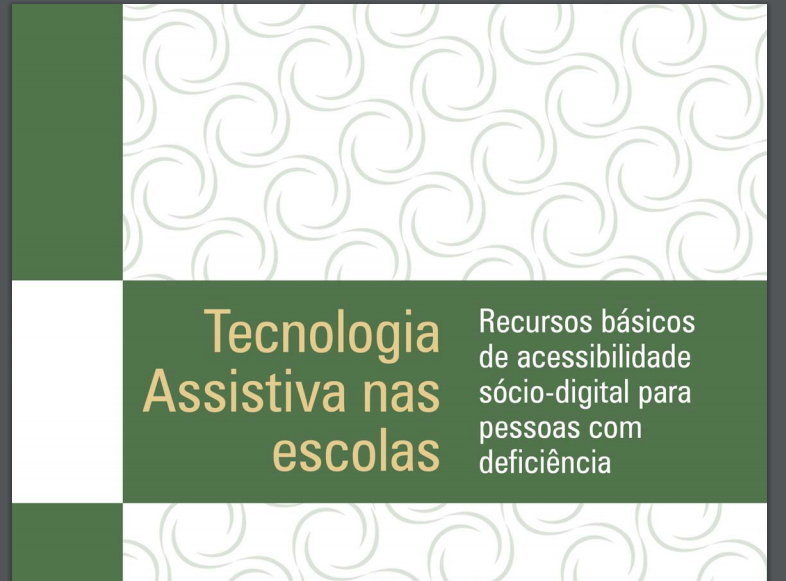 Tecnologia
Assistiva nas
escolas
Recursos básicos
de acessibilidade
sócio-digital para
pessoas com
deficiência